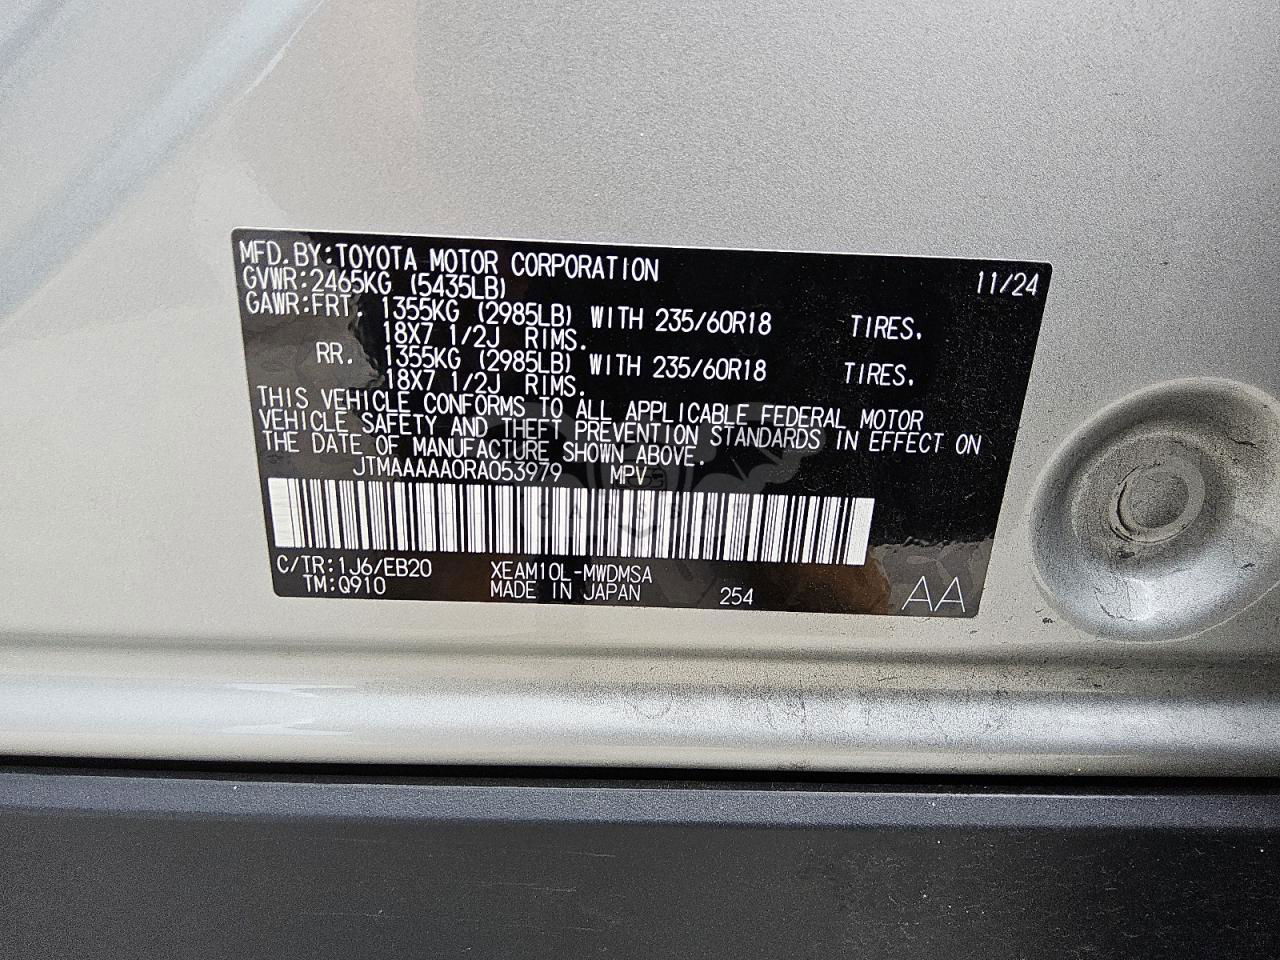 MFD. BY:TOYOTA MOTOR CORPORATION 11/24
GVWR:2465KG (5435LB)
GAWR:FRT. 1355KG (2985LB) WITH 235/60R18 TIRES.
18X7 1/2J RIMS.
RR. 1355KG (2985LB) WITH 235/60R18 TIRES.
18X7 1/2J RIMS.
THIS VEHICLE CONFORMS TO ALL APPLICABLE FEDERAL MOTOR
VEHICLE SAFETY AND THEFT PREVENTION STANDARDS IN EFFECT ON
THE DATE OF MANUFACTURE SHOWN ABOVE.
JTMAAAAA0RA053979 MPV
C/TR:1J6/EB20 XEAM10L-MWDMSA
TM:Q910 MADE IN JAPAN 254 AA